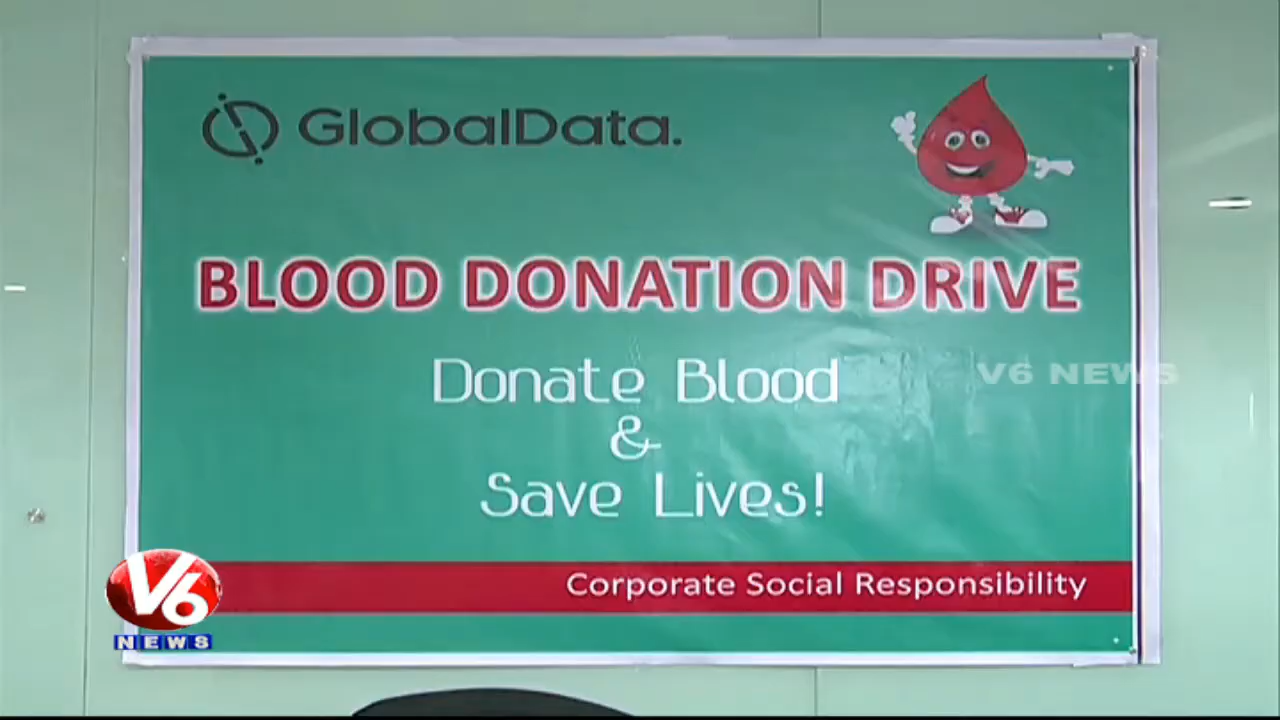 GlobalData.
BLOOD DONATION DRIVE
Donate Blood
&
Save Lives!
V6 NEWS
Corporate Social Responsibility
V6
NEWS